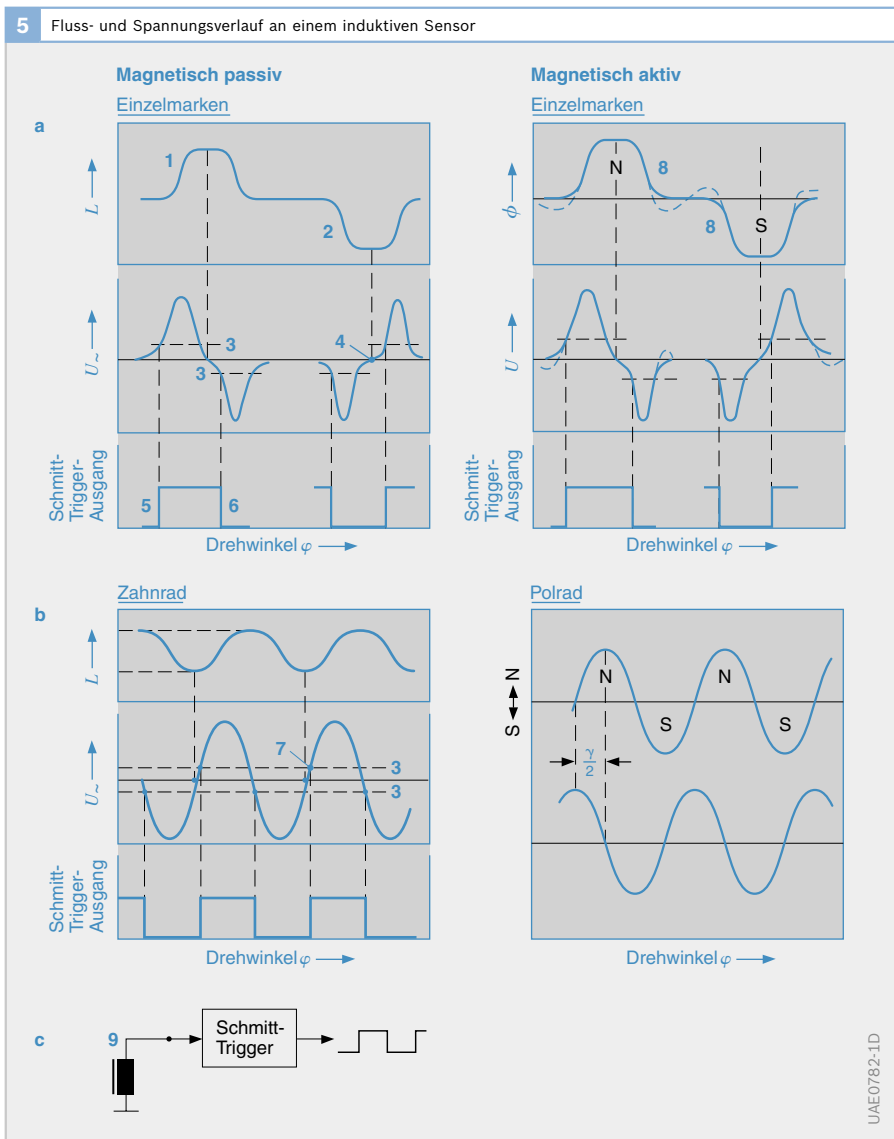 5 Fluss- und Spannungsverlauf an einem induktiven Sensor
Magnetisch passiv
Magnetisch aktiv
Einzelmarken
Einzelmarken
a
L
1
2
ϕ
N
8
8
S
U~
3
3
4
U
Schmitt-
Trigger-
Ausgang
5
6
Schmitt-
Trigger-
Ausgang
Drehwinkel φ
Drehwinkel φ
Zahnrad
Polrad
b
L
S N
N
N
S
S
U~
7
3
3
γ
2
Schmitt-
Trigger-
Ausgang
Drehwinkel φ
Drehwinkel φ
c
9
Schmitt-
Trigger
UAE0782-1D